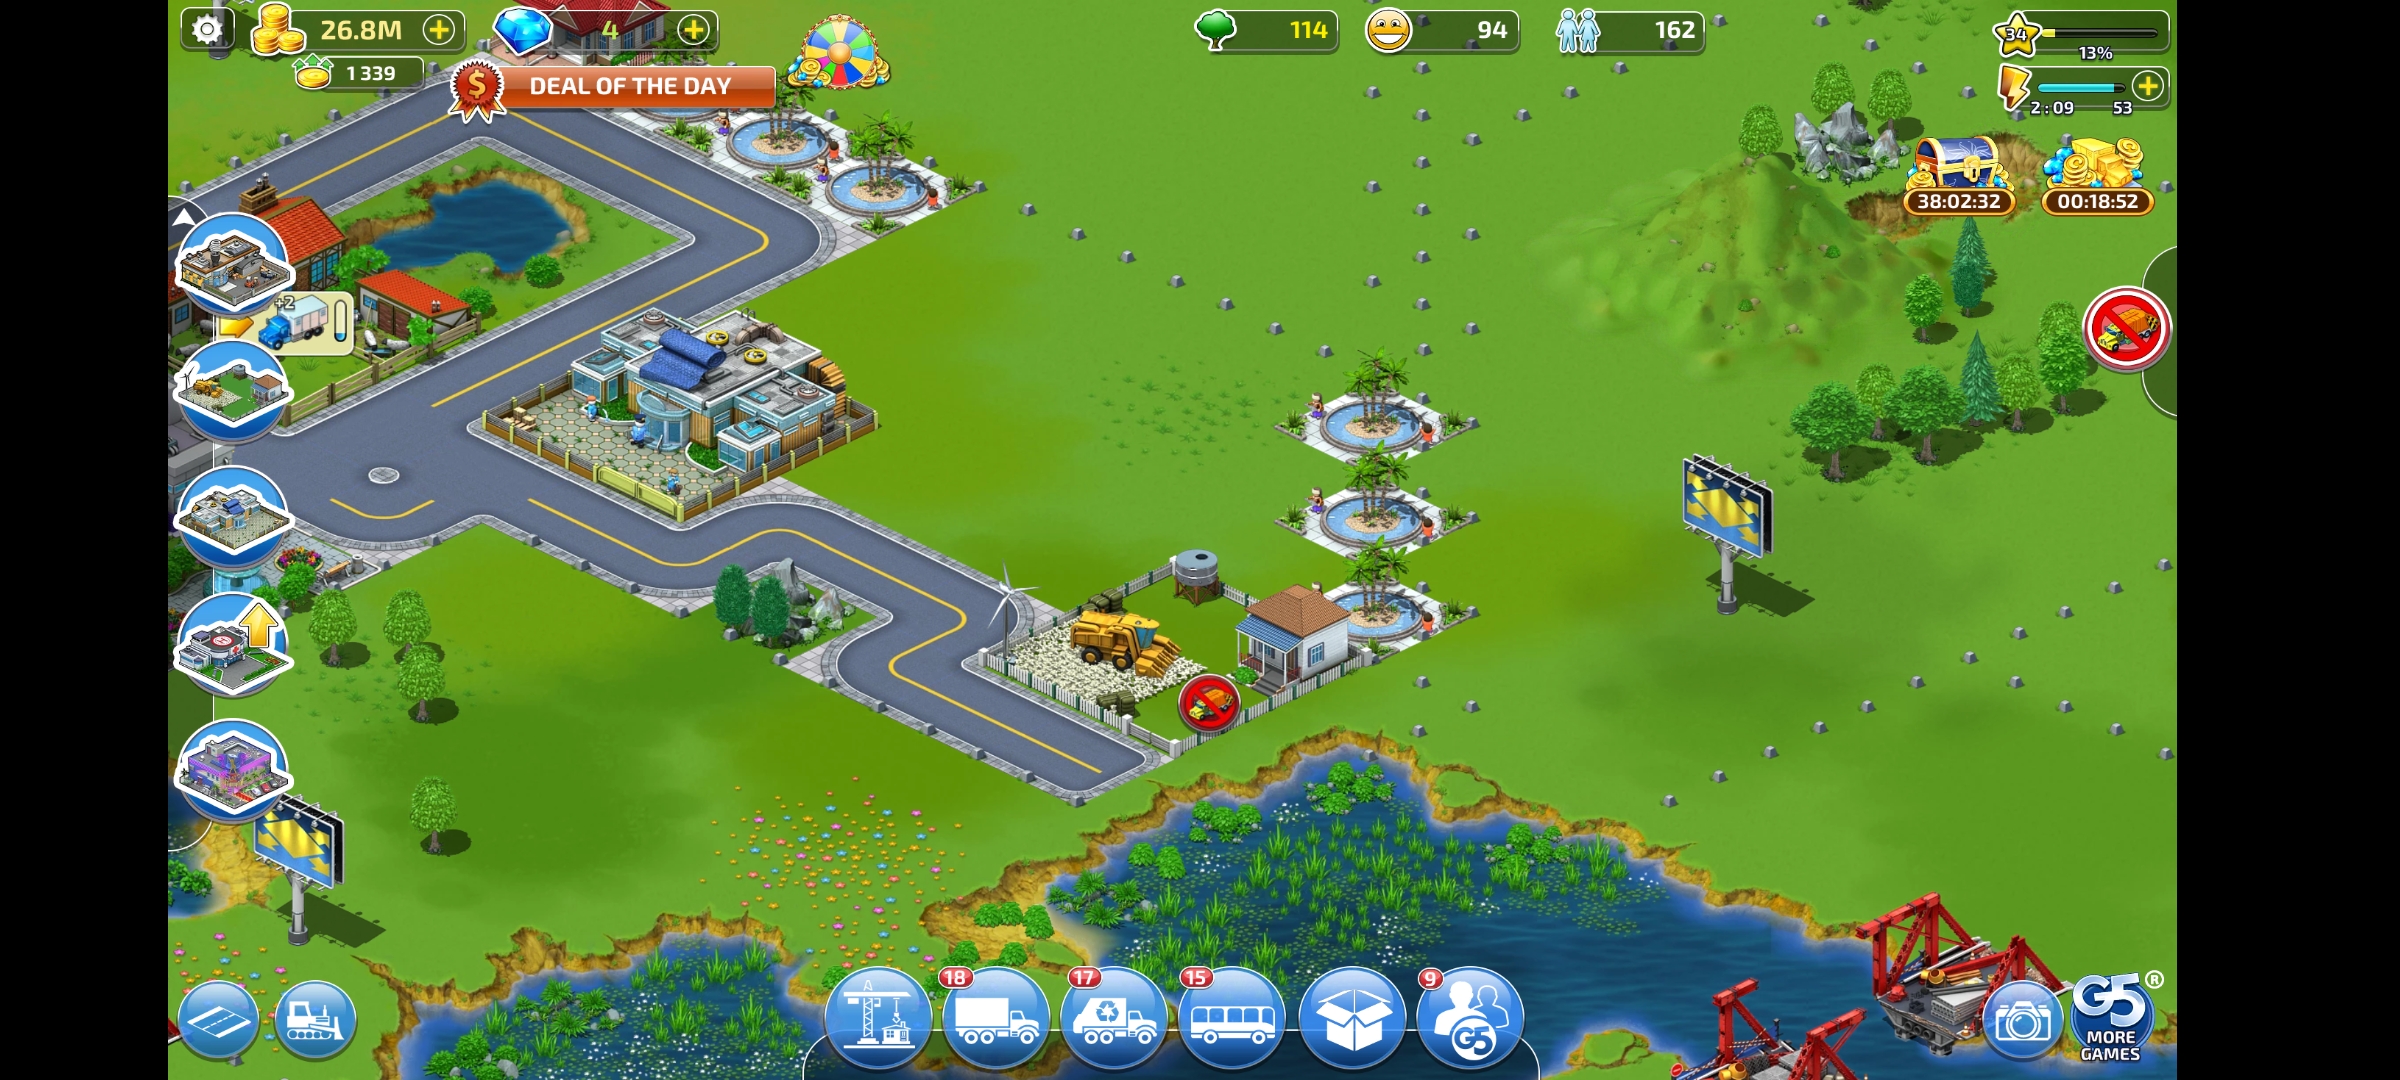 26.8M
4
114
94
162
34
13%
1 339
DEAL OF THE DAY
2:09
53
38:02:32
00:18:52
+2
18
17
15
9
G5
G5®
MORE
GAMES